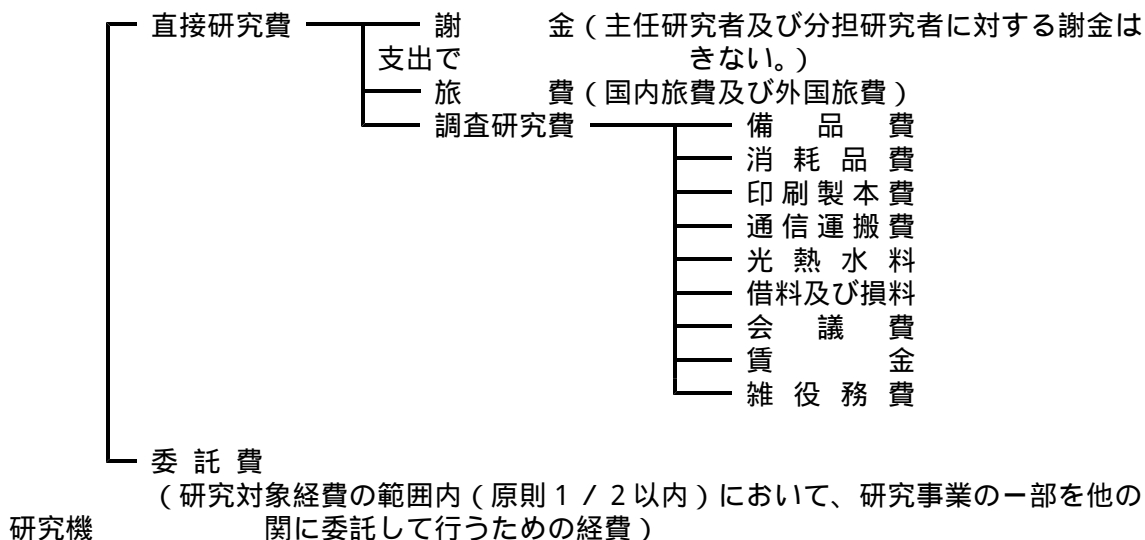 直接研究費 謝 金(主任研究者及び分担研究者に対する謝金は
支出で きない。)
旅 費(国内旅費及び外国旅費)
調査研究費 備品費
消耗品費
印刷製本費
通信運搬費
光熱水料
借料及び損料
会議費
賃金
雑役務費
委託費
(研究対象経費の範囲内(原則1/2以内)において、研究事業の一部を他の
研究機 関に委託して行うための経費)